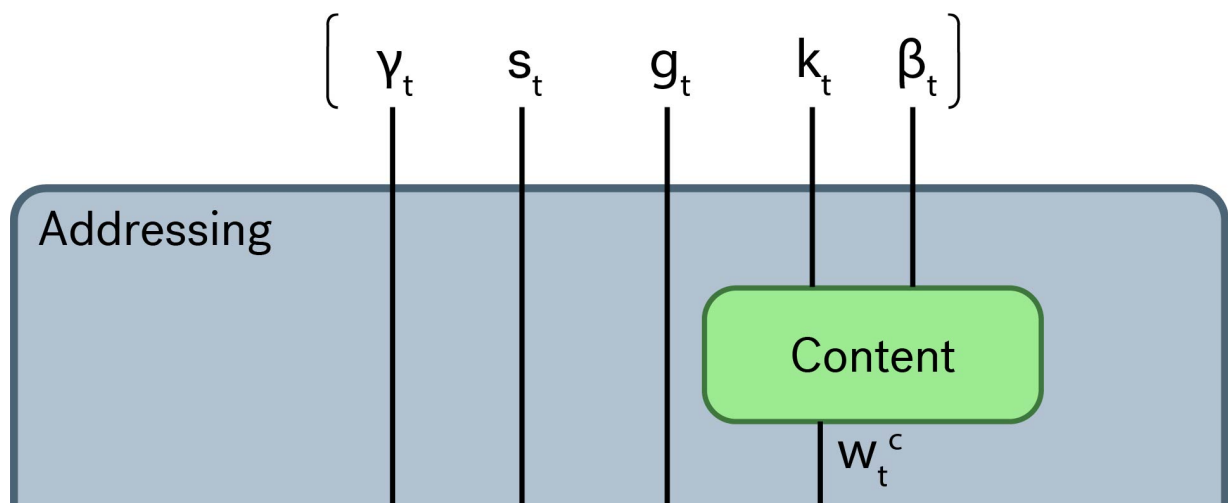 [ γₜ sₜ gₜ kₜ βₜ ]
Addressing
Content
wₜᶜ